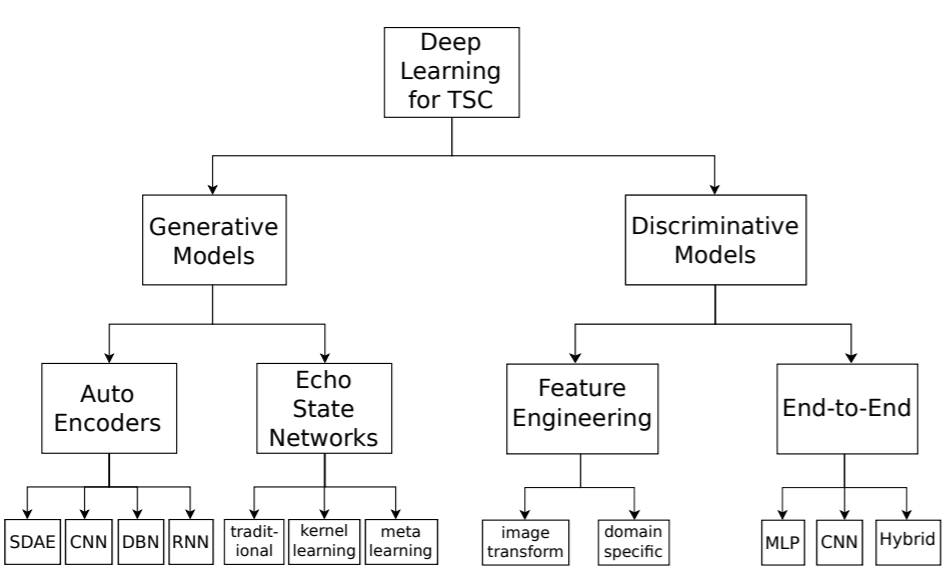 Deep
Learning
for TSC
Generative
Models
Discriminative
Models
Auto
Encoders
Echo
State
Networks
Feature
Engineering
End-to-End
SDAE
CNN
DBN
RNN
tradit-
ional
kernel
learning
meta
learning
image
transform
domain
specific
MLP
CNN
Hybrid